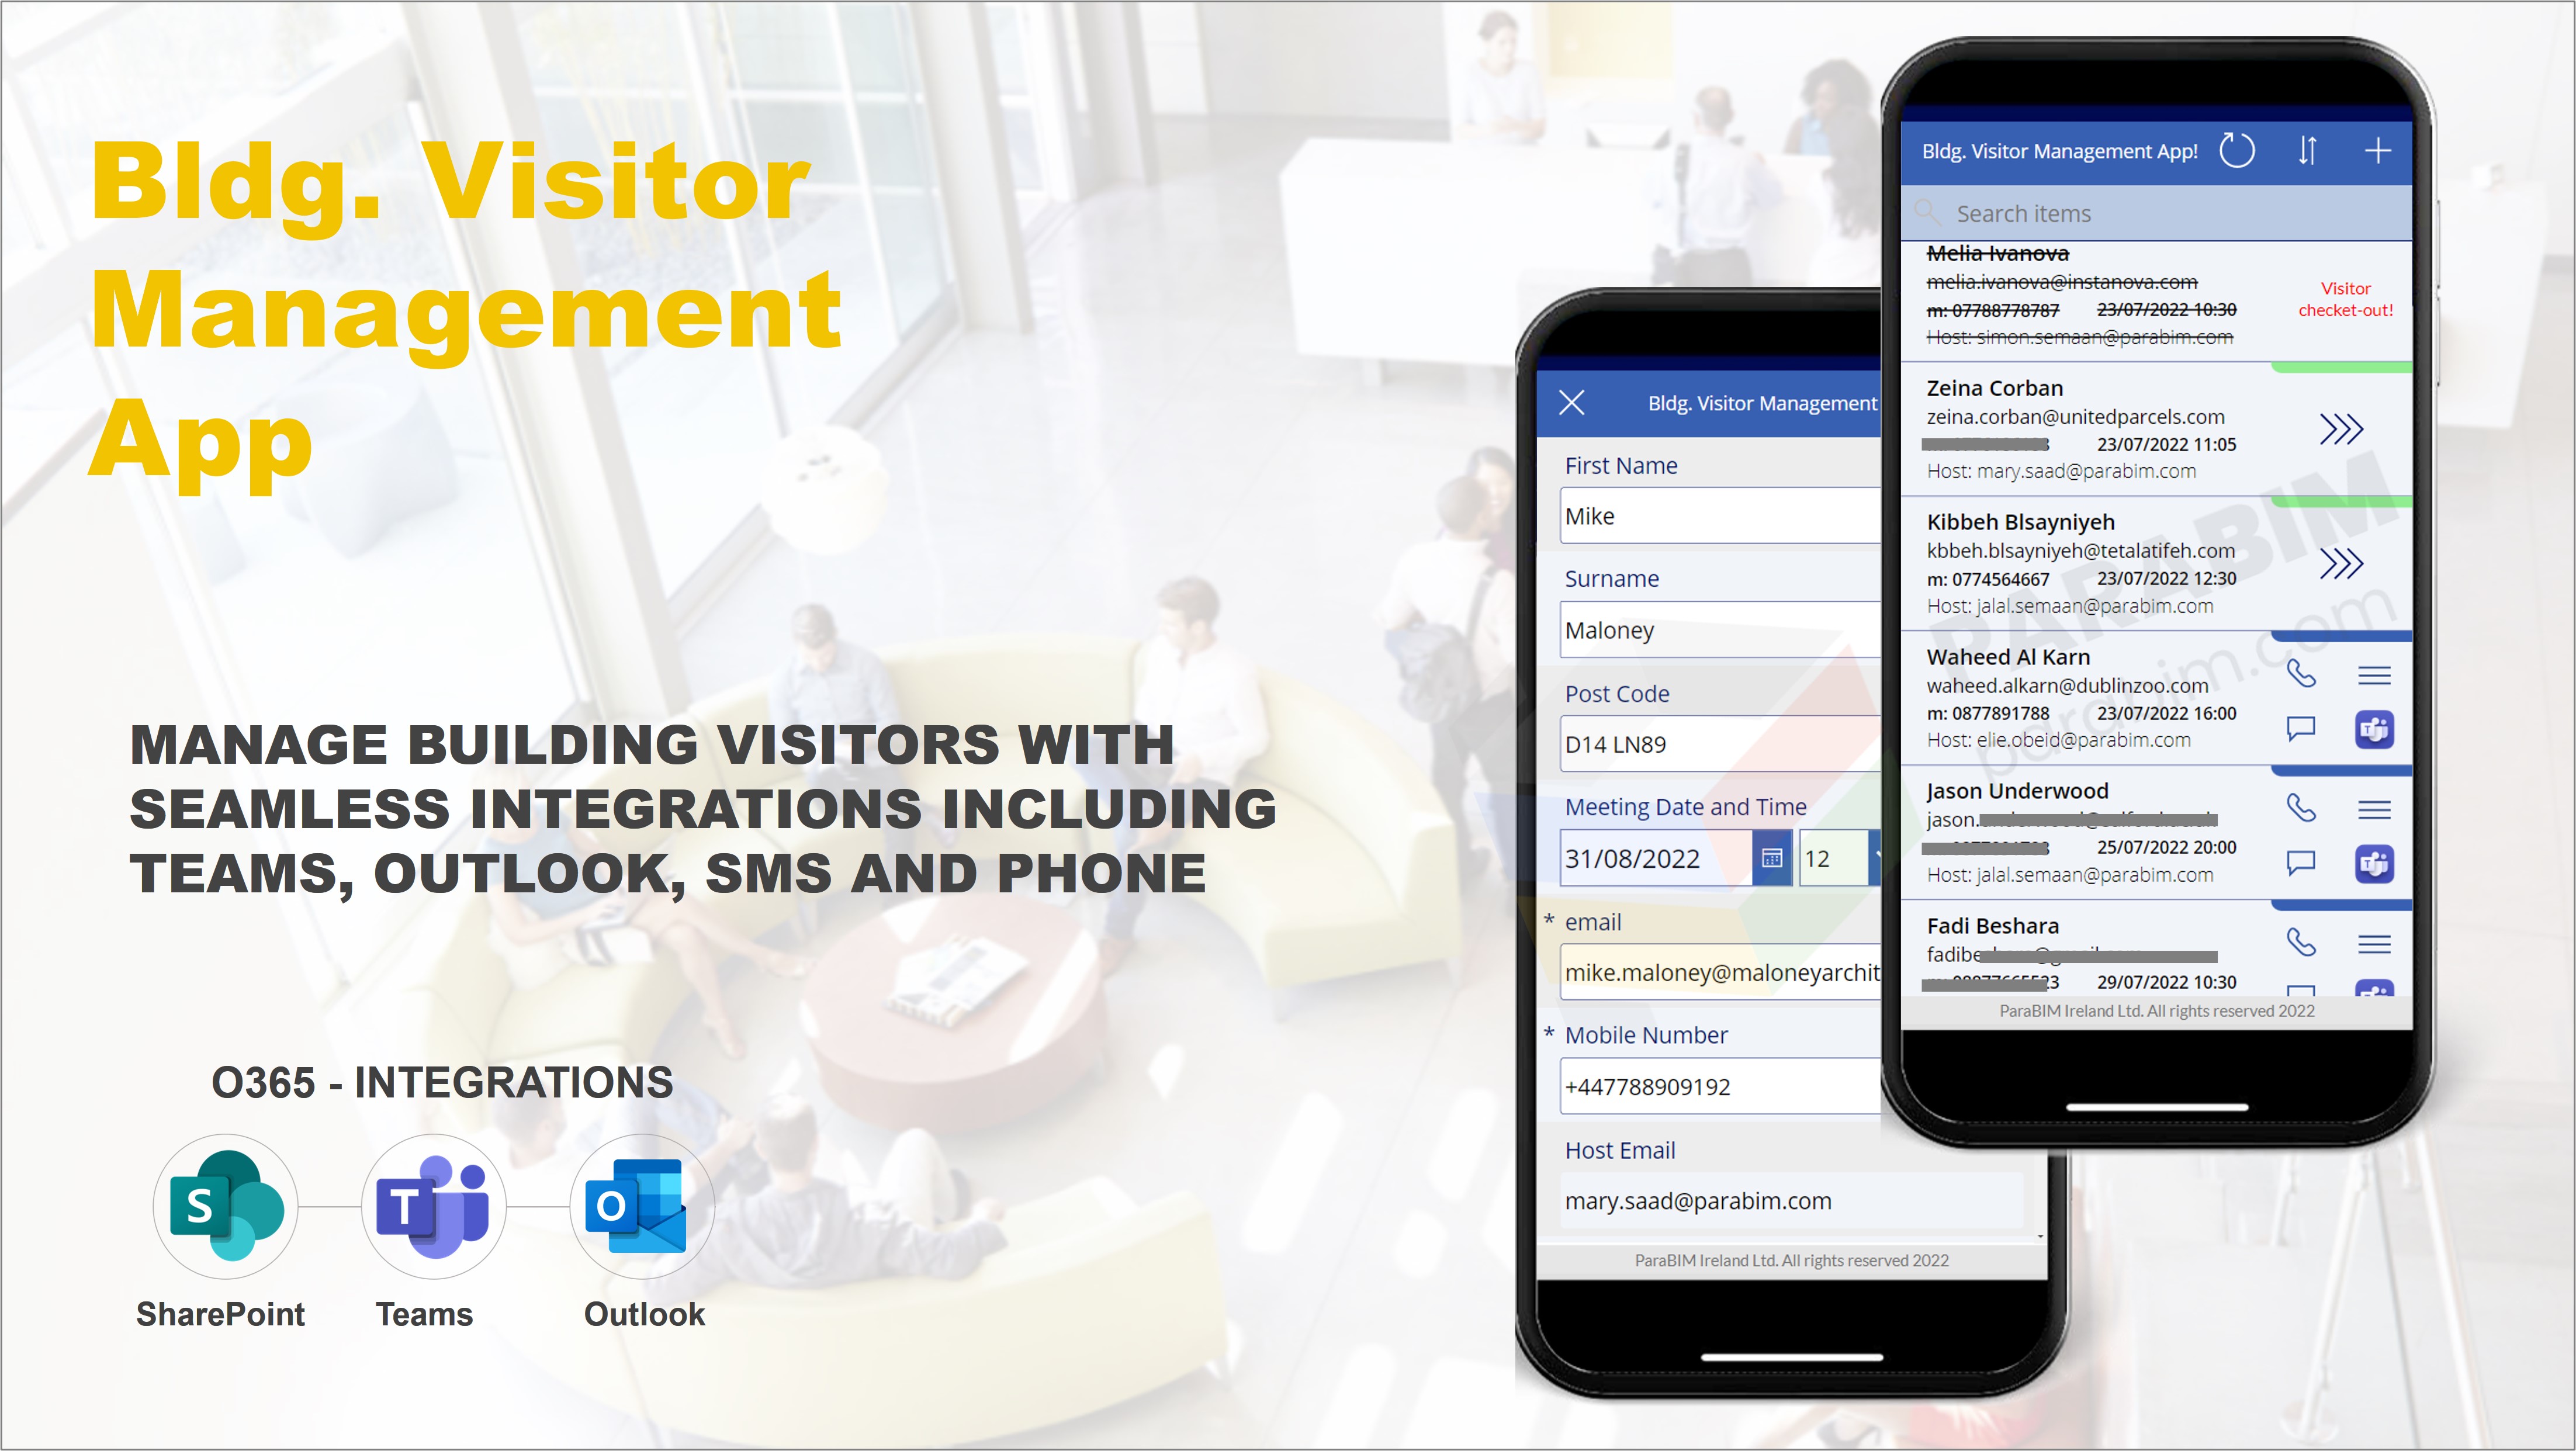 Bldg. Visitor
Management
App
MANAGE BUILDING VISITORS WITH
SEAMLESS INTEGRATIONS INCLUDING
TEAMS, OUTLOOK, SMS AND PHONE
O365 - INTEGRATIONS
S
T
O
SharePoint
Teams
Outlook
Bldg. Visitor Management
First Name
Mike
Surname
Maloney
Post Code
D14 LN89
Meeting Date and Time
31/08/2022 12
* email
mike.maloney@maloneyarchit
* Mobile Number
+447788909192
Host Email
mary.saad@parabim.com
ParaBIM Ireland Ltd. All rights reserved 2022
Bldg. Visitor Management App!
Search items
Melia Ivanova
melia.ivanova@instanova.com
m: 07788778787 23/07/2022 10:30
Host: simon.semaan@parabim.com
Visitor
checket-out!
Zeina Corban
zeina.corban@unitedparcels.com
23/07/2022 11:05
Host: mary.saad@parabim.com
Kibbeh Blsayniyeh
kbbeh.blsayniyeh@tetalatifeh.com
m: 0774564667 23/07/2022 12:30
Host: jalal.semaan@parabim.com
Waheed Al Karn
waheed.alkarn@dublinzoo.com
m: 0877891788 23/07/2022 16:00
Host: elie.obeid@parabim.com
Jason Underwood
jason.
25/07/2022 20:00
Host: jalal.semaan@parabim.com
Fadi Beshara
fadibe
29/07/2022 10:30
ParaBIM Ireland Ltd. All rights reserved 2022
PARABIM
parabim.com